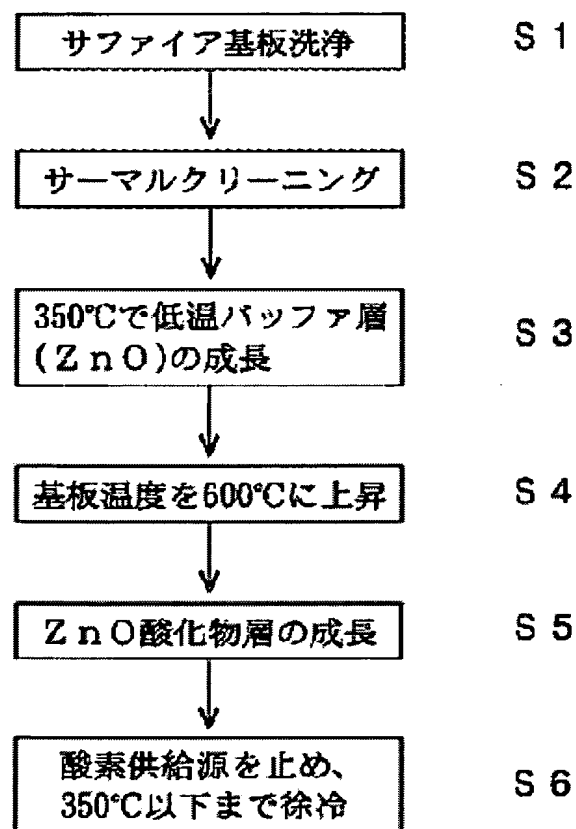 サファイア基板洗浄 S 1
サーマルクリーニング S 2
350℃で低温バッファ層
(ZnO)の成長 S 3
基板温度を600℃に上昇 S 4
ZnO酸化物層の成長 S 5
酸素供給源を止め、
350℃以下まで徐冷 S 6